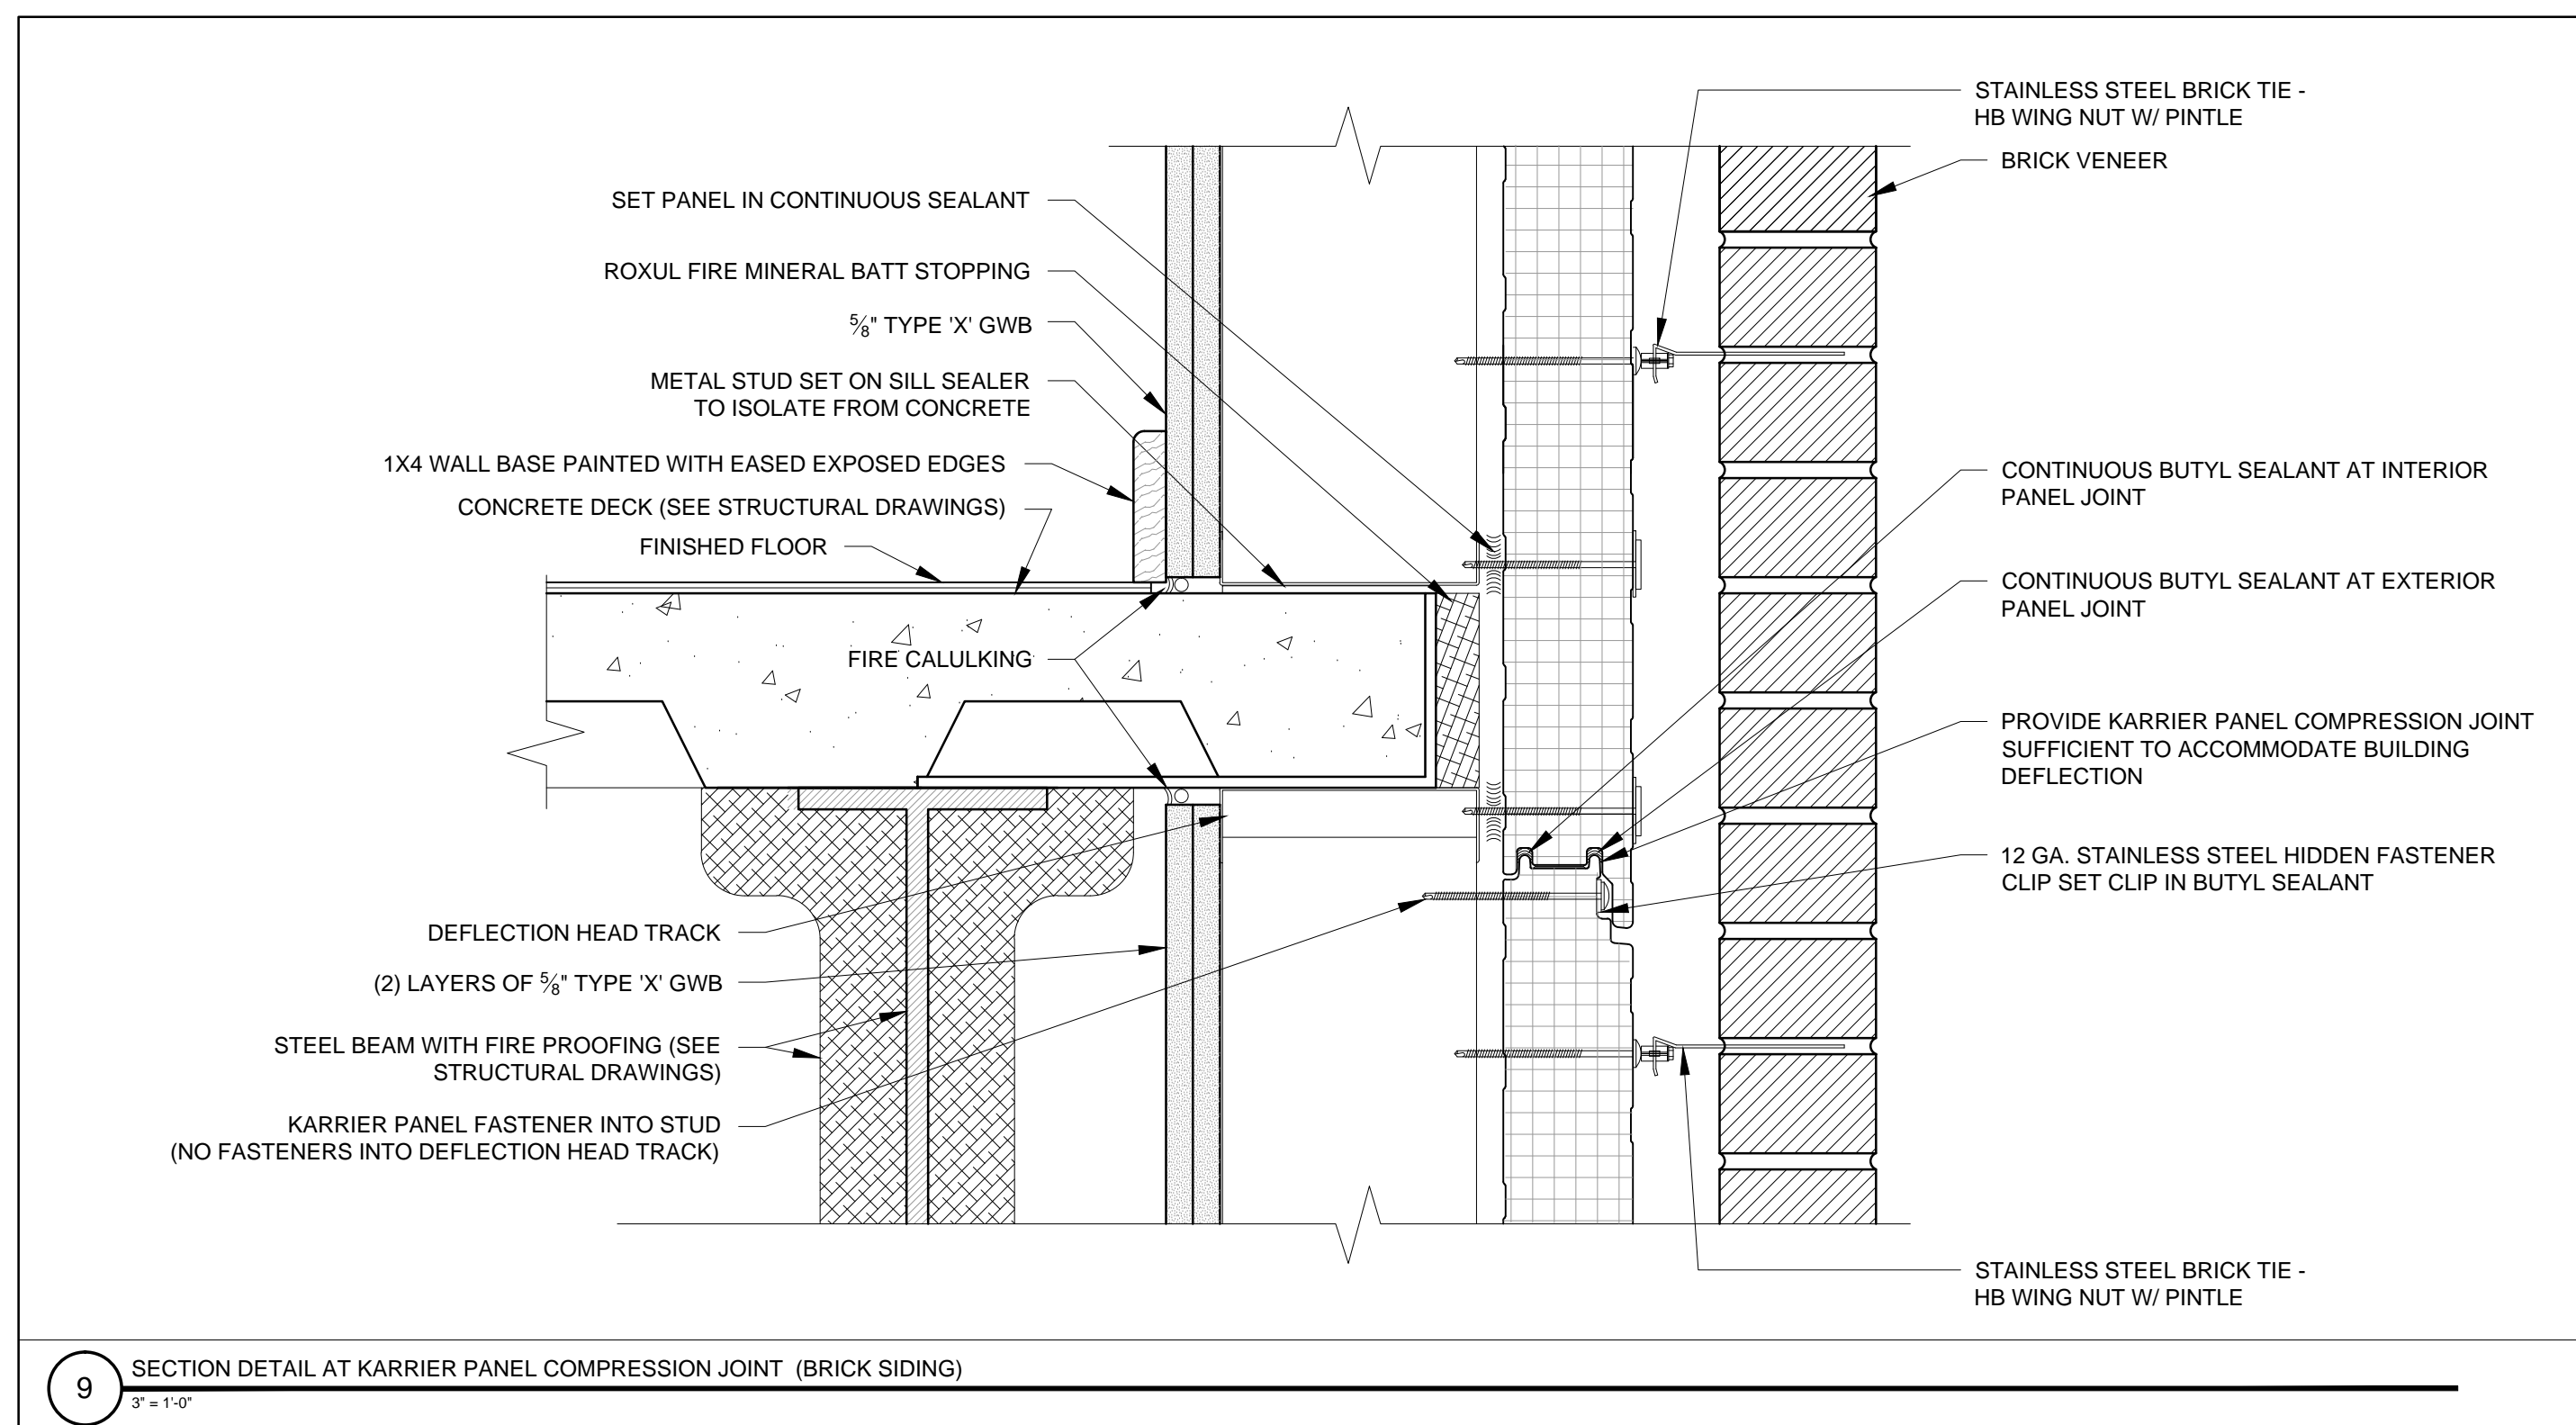 SET PANEL IN CONTINUOUS SEALANT
ROXUL FIRE MINERAL BATT STOPPING
⅝" TYPE 'X' GWB
METAL STUD SET ON SILL SEALER
TO ISOLATE FROM CONCRETE
1X4 WALL BASE PAINTED WITH EASED EXPOSED EDGES
CONCRETE DECK (SEE STRUCTURAL DRAWINGS)
FINISHED FLOOR
FIRE CALULKING
DEFLECTION HEAD TRACK
(2) LAYERS OF ⅝" TYPE 'X' GWB
STEEL BEAM WITH FIRE PROOFING (SEE
STRUCTURAL DRAWINGS)
KARRIER PANEL FASTENER INTO STUD
(NO FASTENERS INTO DEFLECTION HEAD TRACK)
STAINLESS STEEL BRICK TIE -
HB WING NUT W/ PINTLE
BRICK VENEER
CONTINUOUS BUTYL SEALANT AT INTERIOR
PANEL JOINT
CONTINUOUS BUTYL SEALANT AT EXTERIOR
PANEL JOINT
PROVIDE KARRIER PANEL COMPRESSION JOINT
SUFFICIENT TO ACCOMMODATE BUILDING
DEFLECTION
12 GA. STAINLESS STEEL HIDDEN FASTENER
CLIP SET CLIP IN BUTYL SEALANT
STAINLESS STEEL BRICK TIE -
HB WING NUT W/ PINTLE
9
SECTION DETAIL AT KARRIER PANEL COMPRESSION JOINT (BRICK SIDING)
3" = 1'-0"